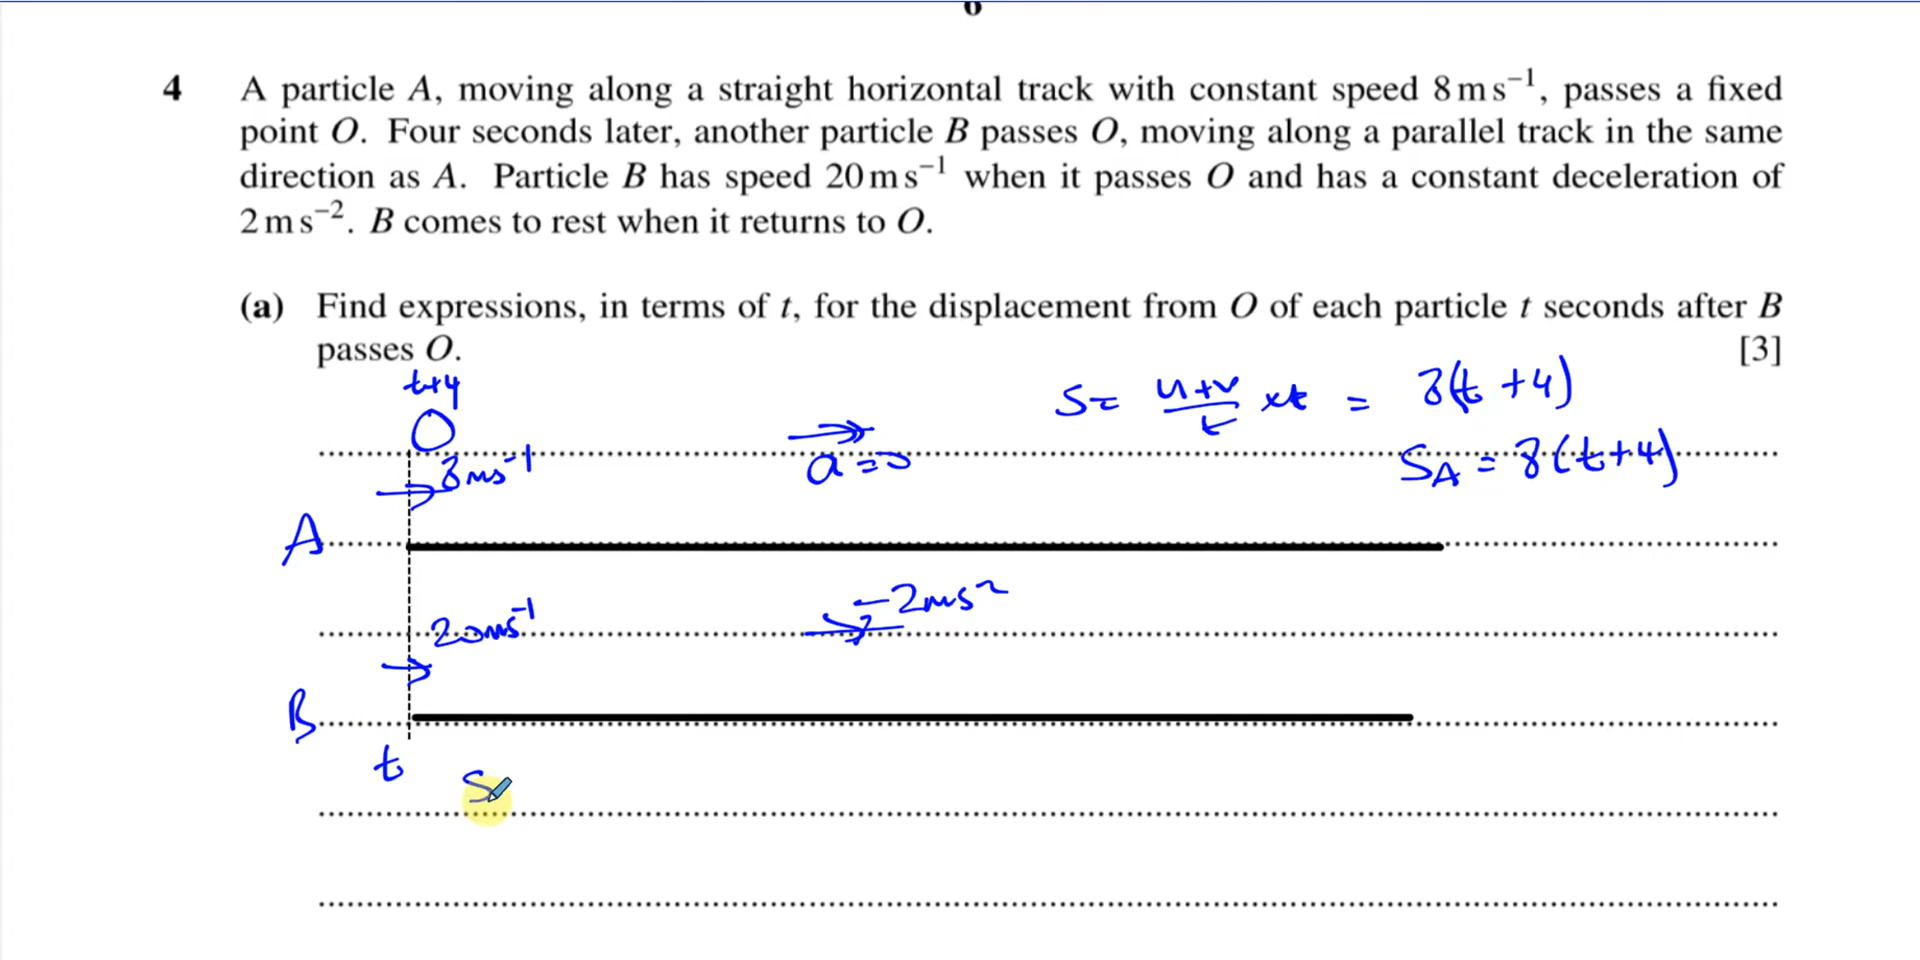 4 A particle A, moving along a straight horizontal track with constant speed 8 m s⁻¹, passes a fixed
point O. Four seconds later, another particle B passes O, moving along a parallel track in the same
direction as A. Particle B has speed 20 m s⁻¹ when it passes O and has a constant deceleration of
2 m s⁻². B comes to rest when it returns to O.
(a) Find expressions, in terms of t, for the displacement from O of each particle t seconds after B
passes O. [3]
t+4
O
S = u+v/2 × t = 8(t+4)
8ms⁻¹
a=0
S_A = 8(t+4)
A
20ms⁻¹
-2ms²
B
t
S